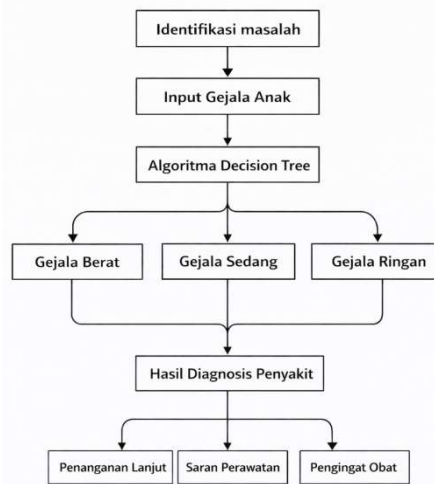 Identifikasi masalah
Input Gejala Anak
Algoritma Decision Tree
Gejala Berat
Gejala Sedang
Gejala Ringan
Hasil Diagnosis Penyakit
Penanganan Lanjut
Saran Perawatan
Pengingat Obat